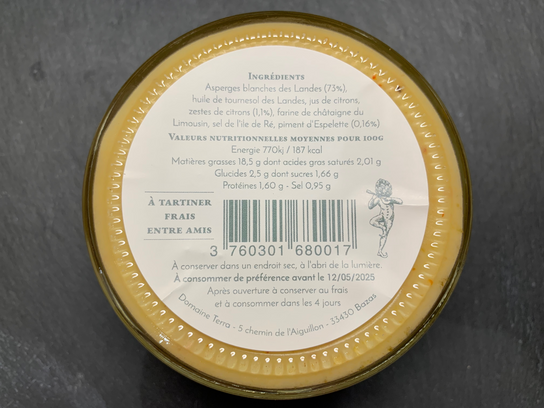 INGRÉDIENTS
Asperges blanches des Landes (73%),
huile de tournesol des Landes, jus de citrons,
zestes de citrons (1,1%), farine de châtaigne du
Limousin, sel de l'ile de Ré, piment d'Espelette (0,16%)
VALEURS NUTRITIONNELLES MOYENNES POUR 100G
Energie 770kj / 187 kcal
Matières grasses 18,5 g dont acides gras saturés 2,01 g
Glucides 2,5 g dont sucres 1,66 g
Protéines 1,60 g - Sel 0,95 g
À TARTINER
FRAIS
ENTRE AMIS
3 760301 680017
À conserver dans un endroit sec, à l'abri de la lumière.
À consommer de préférence avant le 12/05/2025
Après ouverture à conserver au frais
et à consommer dans les 4 jours
Domaine Terra - 5 chemin de l'Aiguillon - 33430 Bazas